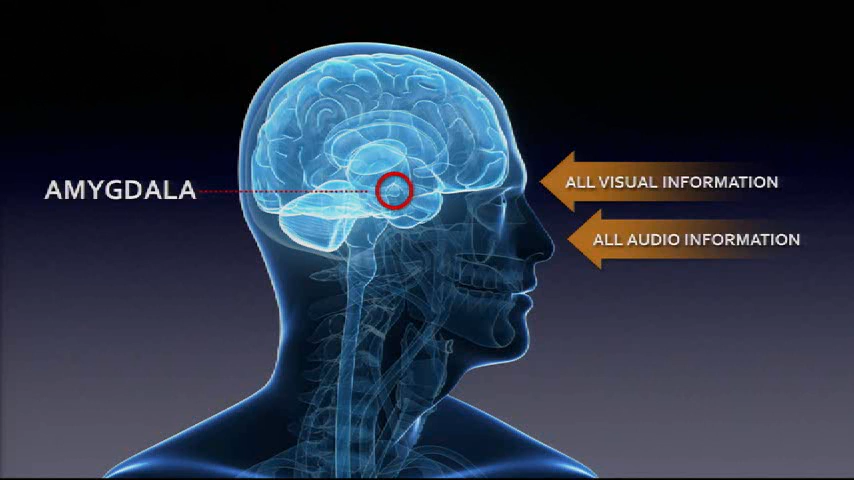 AMYGDALA
ALL VISUAL INFORMATION
ALL AUDIO INFORMATION